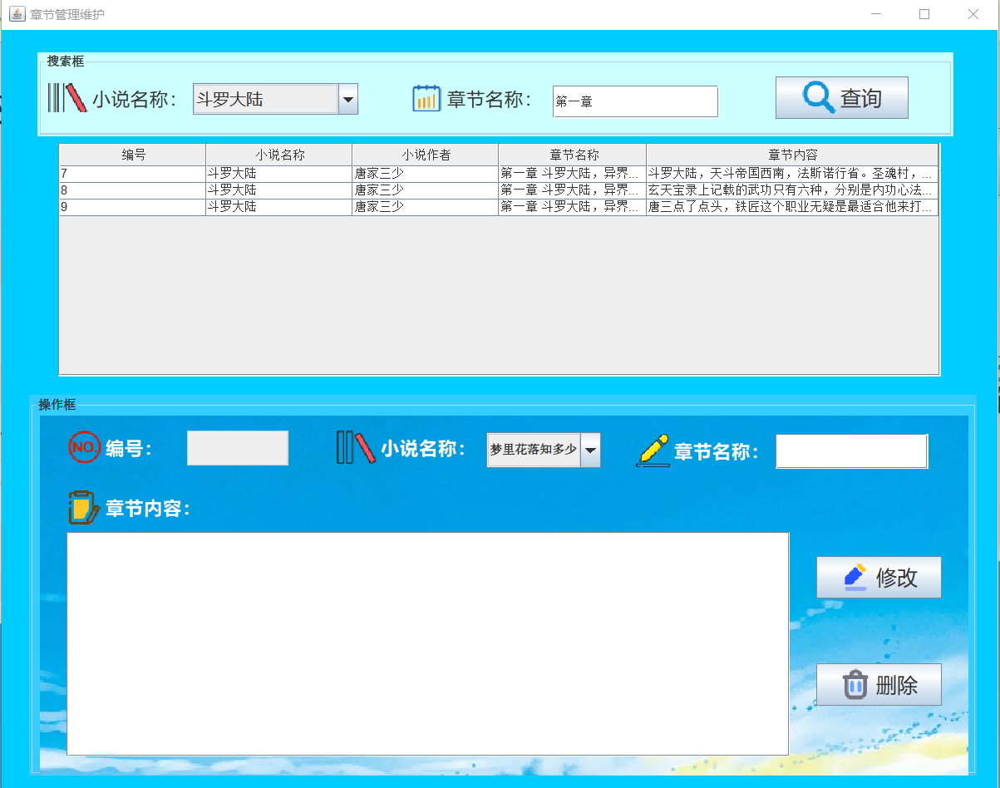 章节管理维护
搜索框
小说名称： 斗罗大陆 章节名称： 第一章 查询
编号 小说名称 小说作者 章节名称 章节内容
7 斗罗大陆 唐家三少 第一章 斗罗大陆，异界... 斗罗大陆，天斗帝国西南，法斯诺行省。圣魂村，...
8 斗罗大陆 唐家三少 第一章 斗罗大陆，异界... 玄天宝录上记载的武功只有六种，分别是内功心法...
9 斗罗大陆 唐家三少 第一章 斗罗大陆，异界... 唐三点了点头，铁匠这个职业无疑是最适合他来打...
操作框
NO. 编号： 小说名称： 梦里花落知多少 章节名称：
章节内容：
修改
删除